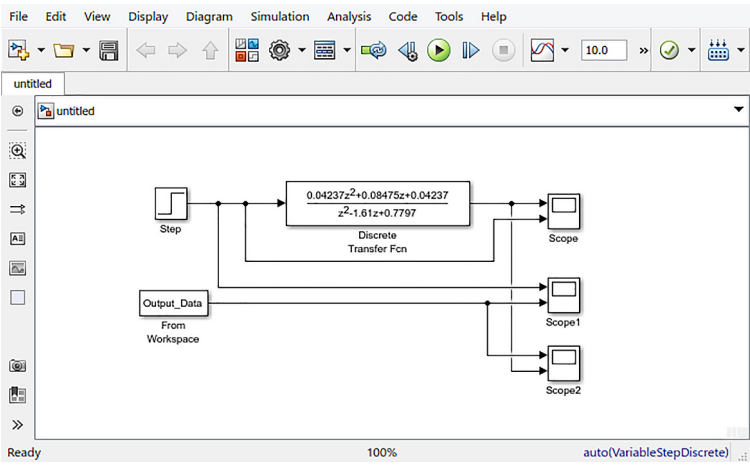 File Edit View Display Diagram Simulation Analysis Code Tools Help
10.0 »
untitled
untitled
0.04237z²+0.08475z+0.04237
z²-1.61z+0.7797
Step
Discrete
Transfer Fcn
Scope
Output_Data
From
Workspace
Scope1
Scope2
Ready 100% auto(VariableStepDiscrete)